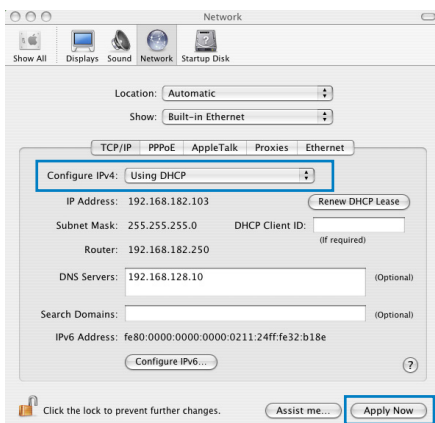 Network
Show All Displays Sound Network Startup Disk
Location: Automatic
Show: Built-in Ethernet
TCP/IP PPPoE AppleTalk Proxies Ethernet
Configure IPv4: Using DHCP
IP Address: 192.168.182.103 Renew DHCP Lease
Subnet Mask: 255.255.255.0 DHCP Client ID:
(If required)
Router: 192.168.182.250
DNS Servers: 192.168.128.10 (Optional)
Search Domains: (Optional)
IPv6 Address: fe80:0000:0000:0000:0211:24ff:fe32:b18e
Configure IPv6... ?
Click the lock to prevent further changes. Assist me... Apply Now